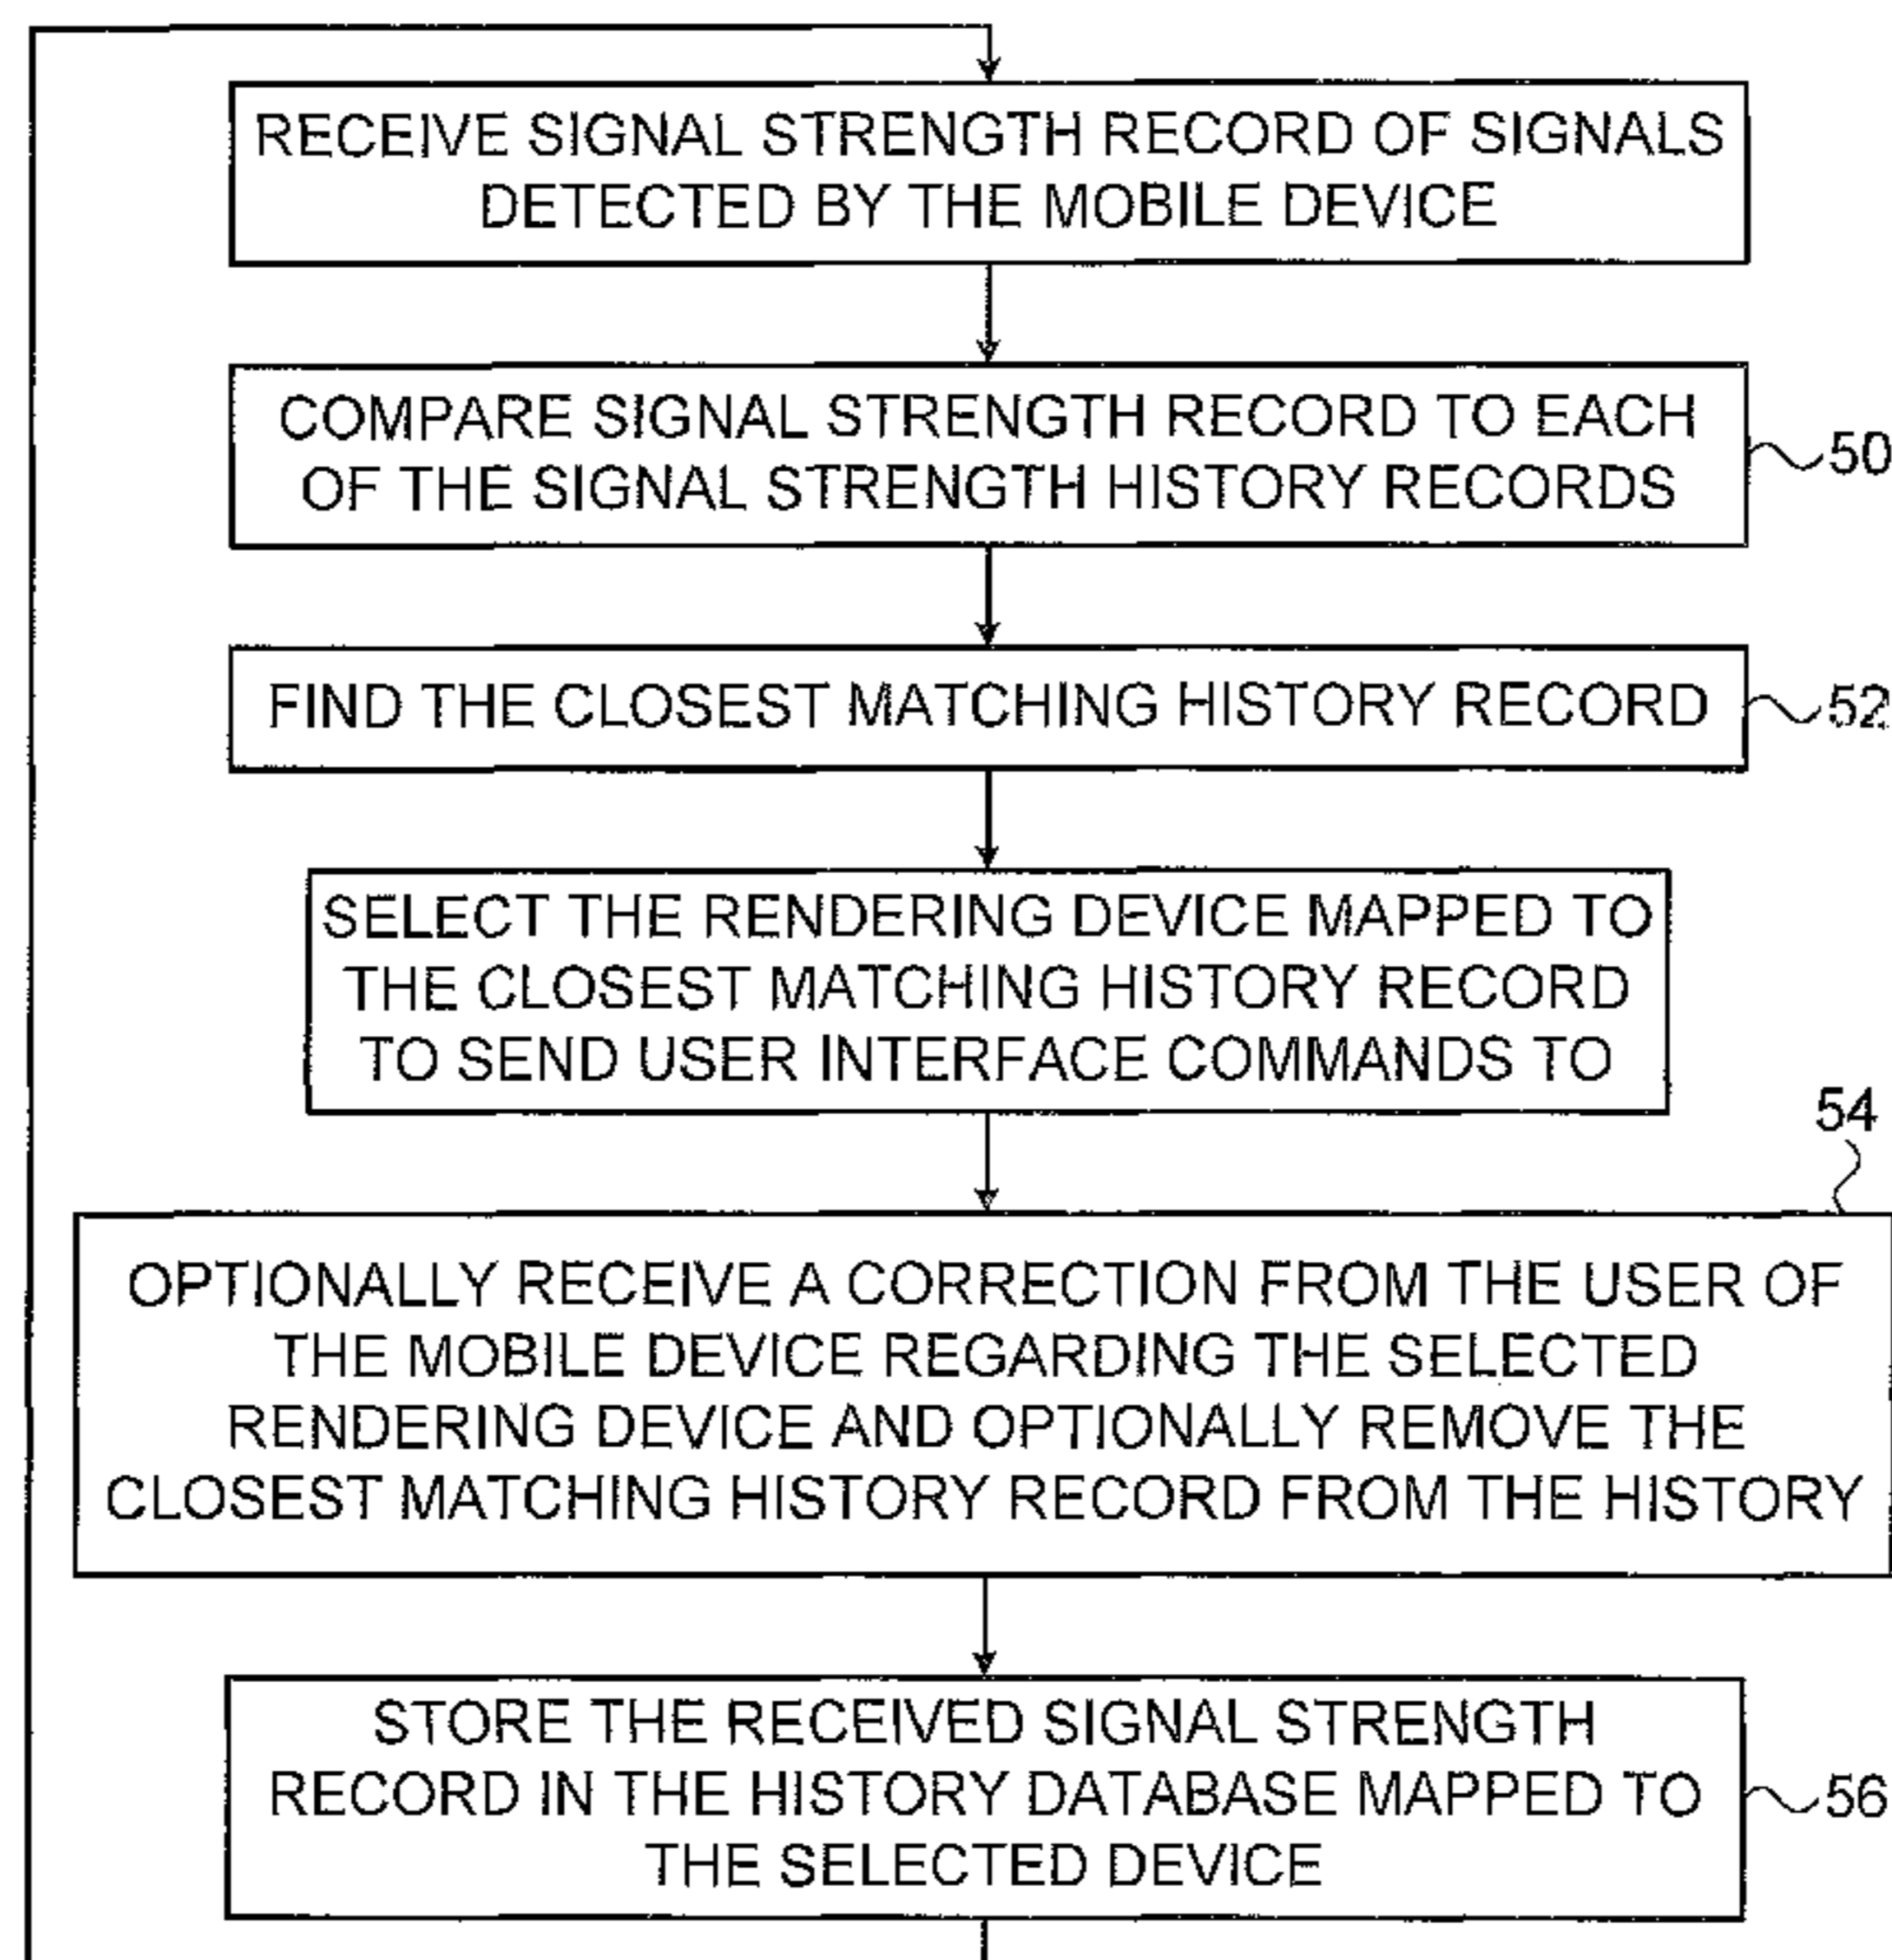 RECEIVE SIGNAL STRENGTH RECORD OF SIGNALS
DETECTED BY THE MOBILE DEVICE
COMPARE SIGNAL STRENGTH RECORD TO EACH
OF THE SIGNAL STRENGTH HISTORY RECORDS
50
FIND THE CLOSEST MATCHING HISTORY RECORD
52
SELECT THE RENDERING DEVICE MAPPED TO
THE CLOSEST MATCHING HISTORY RECORD
TO SEND USER INTERFACE COMMANDS TO
54
OPTIONALLY RECEIVE A CORRECTION FROM THE USER OF
THE MOBILE DEVICE REGARDING THE SELECTED
RENDERING DEVICE AND OPTIONALLY REMOVE THE
CLOSEST MATCHING HISTORY RECORD FROM THE HISTORY
STORE THE RECEIVED SIGNAL STRENGTH
RECORD IN THE HISTORY DATABASE MAPPED TO
THE SELECTED DEVICE
56